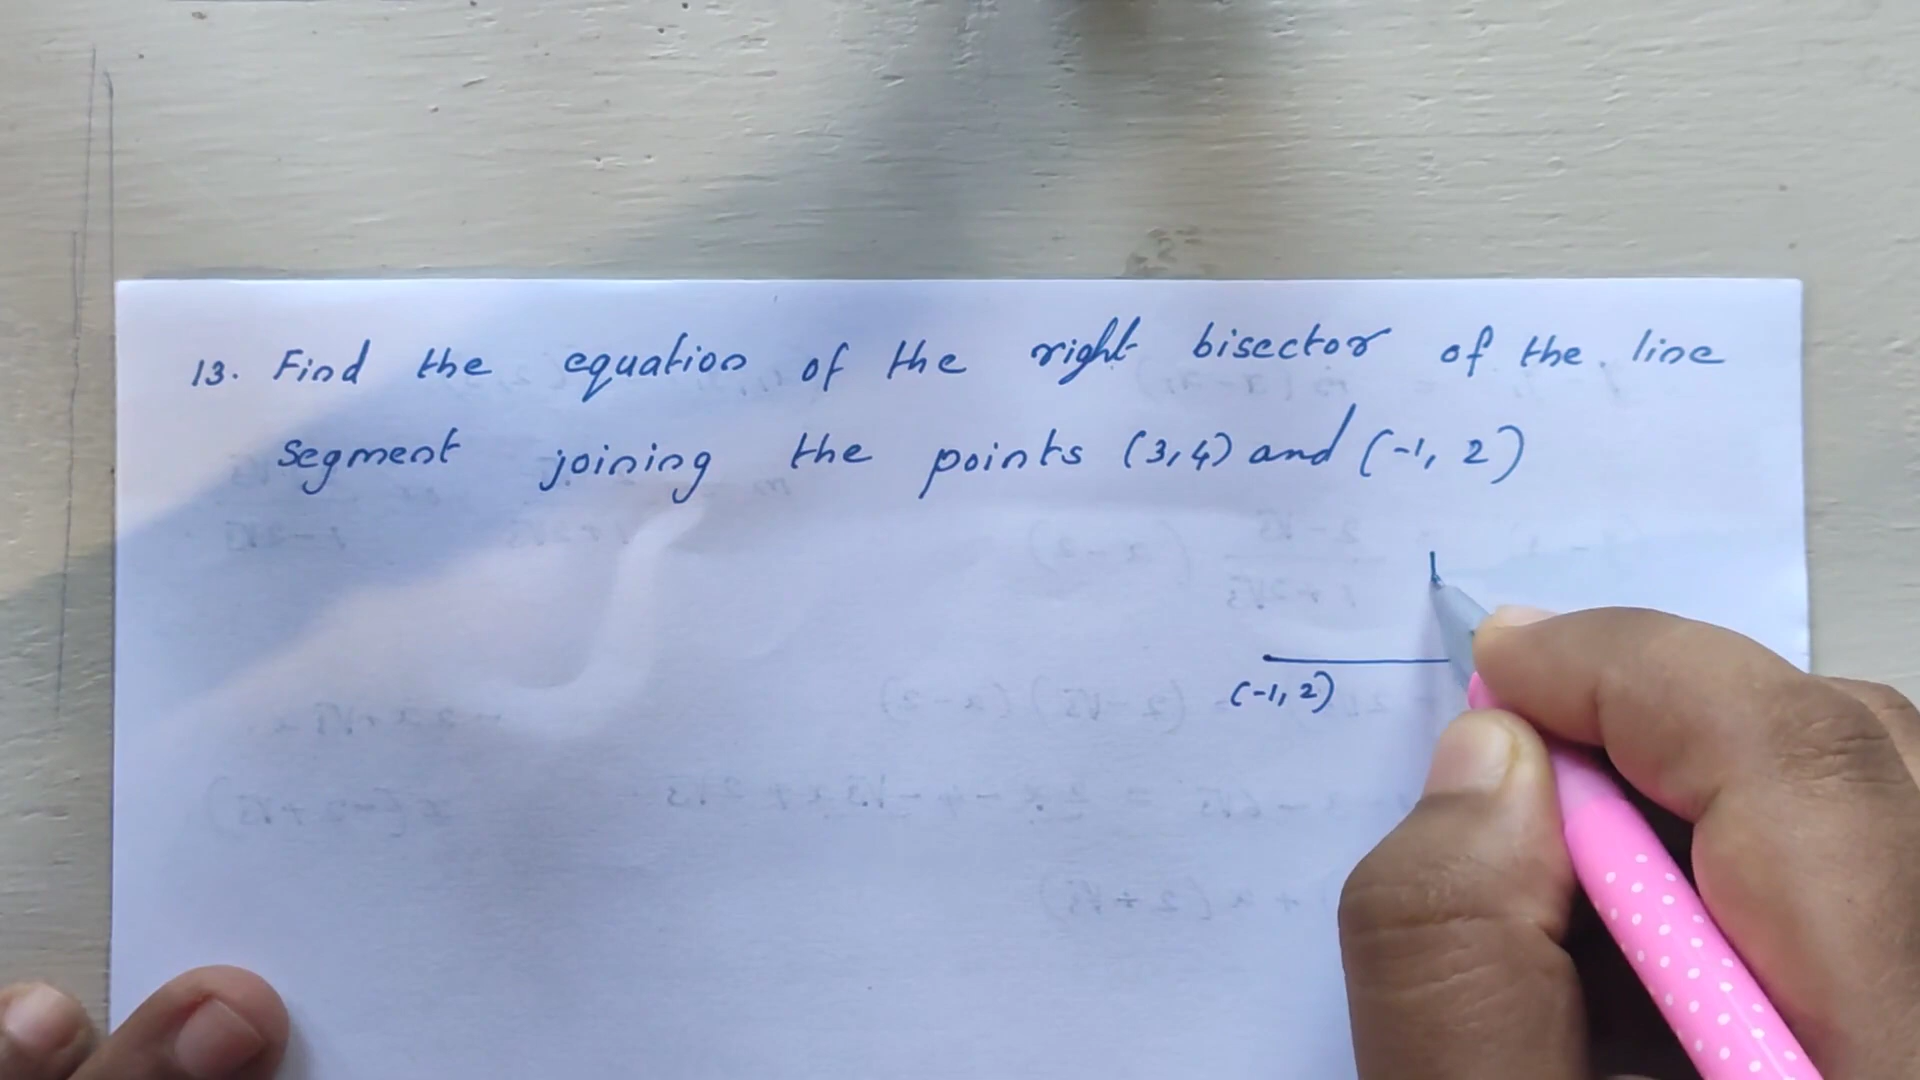 13. Find the equation of the right bisector of the line
segment joining the points (3,4) and (-1, 2)
(-1, 2)